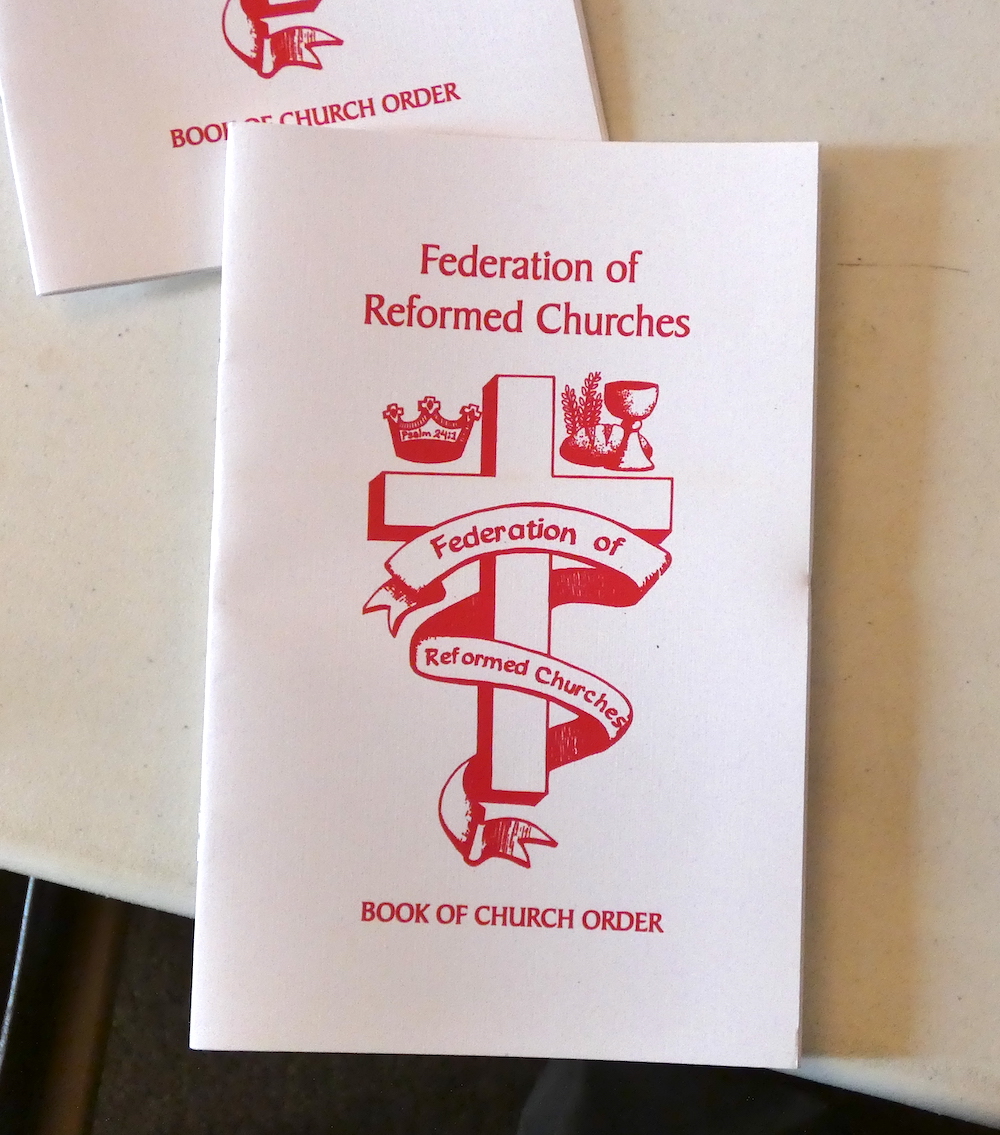 BOOK OF CHURCH ORDER
Federation of
Reformed Churches
Psalm 24:1
Federation of
Reformed Churches
BOOK OF CHURCH ORDER